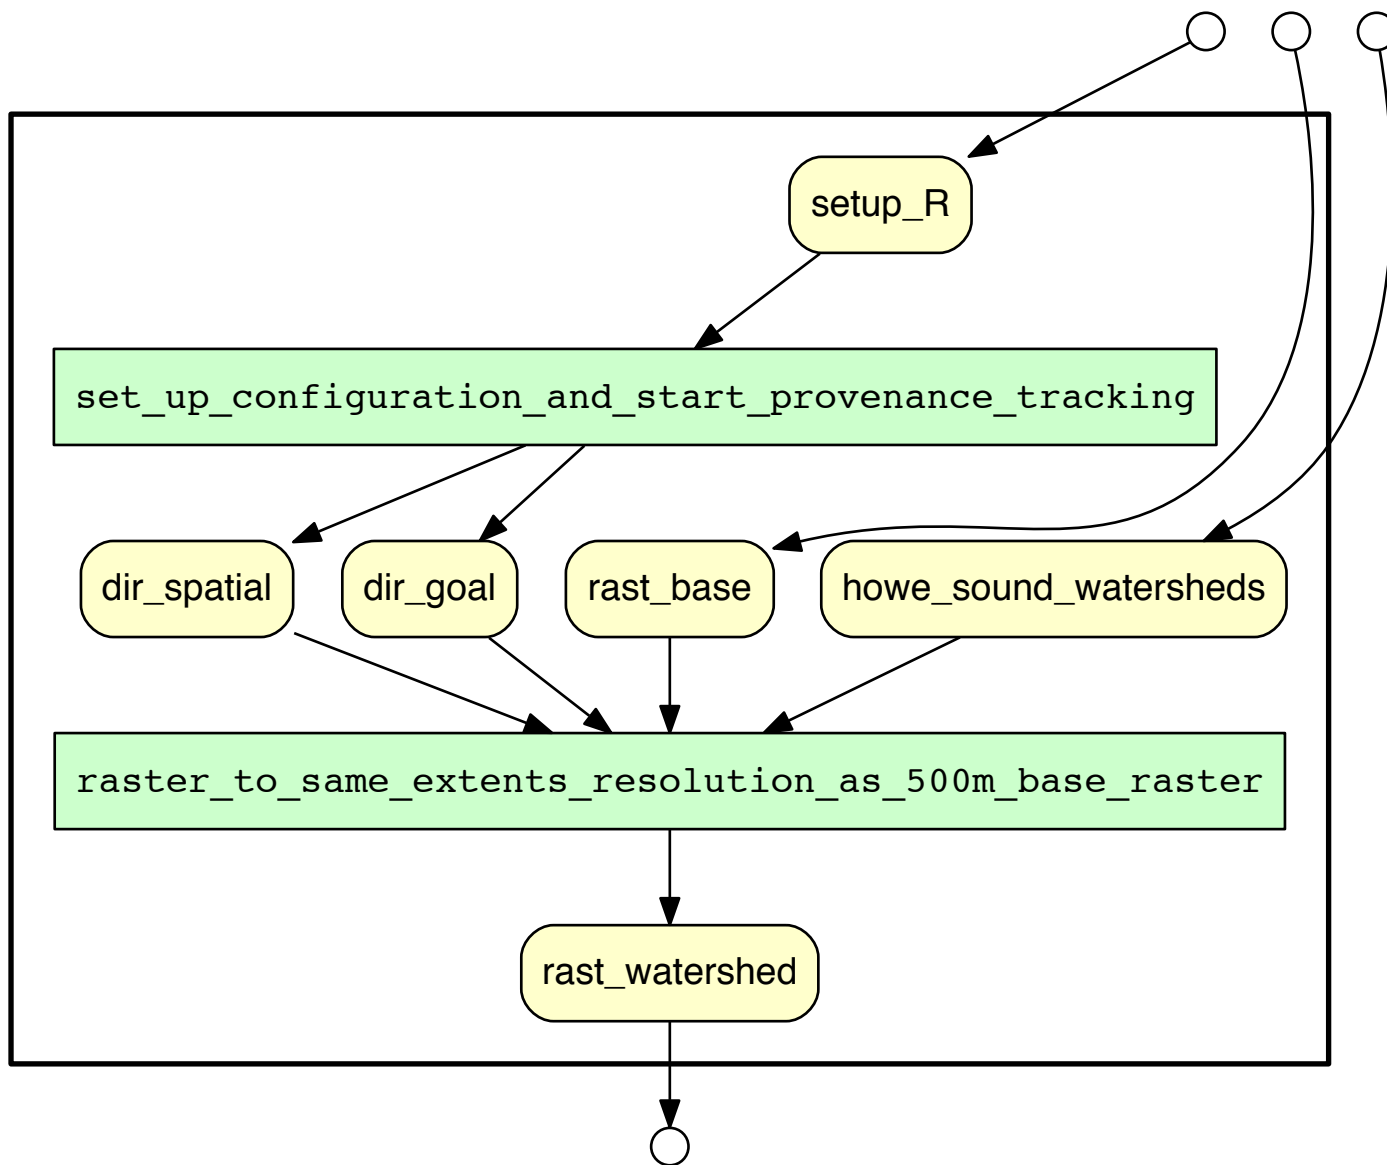 setup_R
set_up_configuration_and_start_provenance_tracking
dir_spatial
dir_goal
rast_base
howe_sound_watersheds
raster_to_same_extents_resolution_as_500m_base_raster
rast_watershed